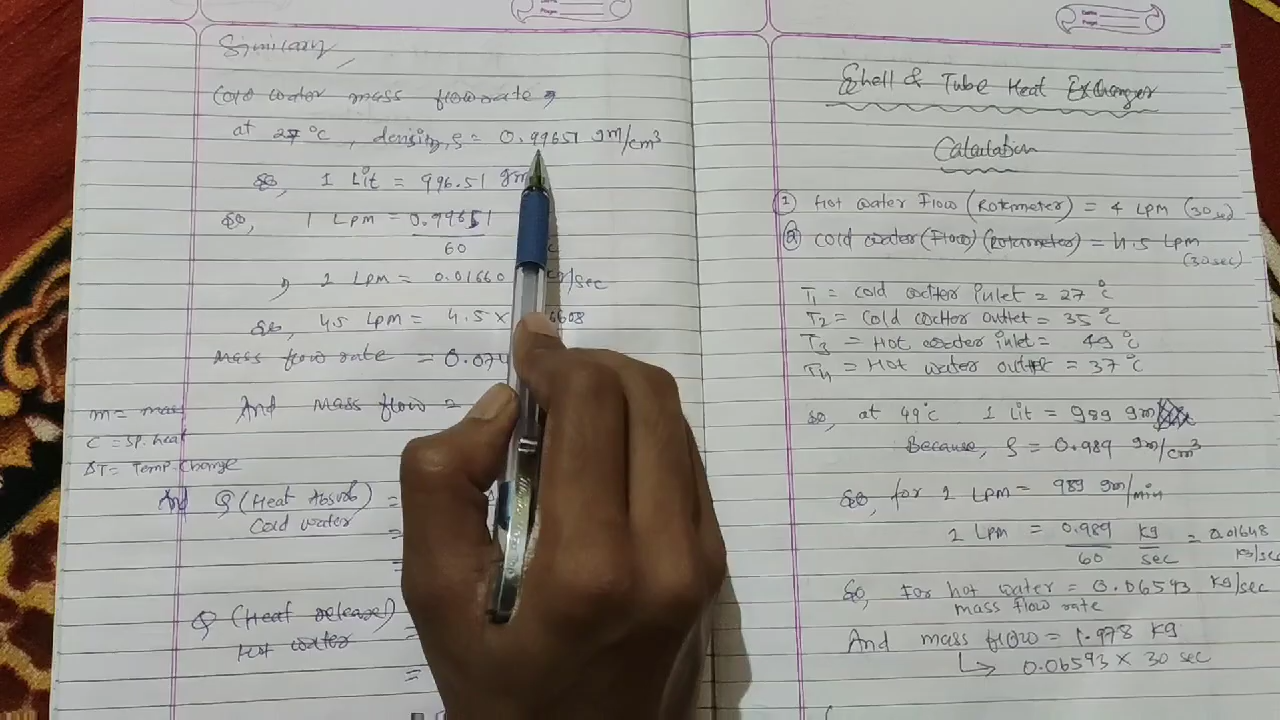 Similary,
Cold water mass flow rate,
at 27 °C, density, ρ = 0.99651 gm/cm³
so, 1 Lit = 996.51 gm
so, 1 LPM = 0.99651
60
1 LPM = 0.01660 kg/sec
so, 4.5 LPM = 4.5 ×
mass flow rate = 0.074
And mass flow =
m = mass
C = Sp. heat
ΔT = Temp. Change
And Q (Heat Absorb) =
Cold water
=
Q (Heat release)
Hot water
=
Shell & Tube Heat Exchanger
Calculation
① Hot water Flow (Rotameter) = 4 LPM (30 sec)
② Cold water (Flow) (Rotameter) = 4.5 LPM
(30 sec)
T₁ = cold water inlet = 27 °C
T₂ = cold water outlet = 35 °C
T₃ = Hot water inlet = 49 °C
T₄ = Hot water outlet = 37 °C
so, at 49°C 1 Lit = 989 gm
Because, ρ = 0.989 gm/cm³
so, for 1 LPM = 989 gm/min
1 LPM = 0.989 kg = 0.01648
60 sec kg/sec
so, For hot water = 0.06593 kg/sec
mass flow rate
And mass flow = 1.978 kg
↳ 0.06593 × 30 sec